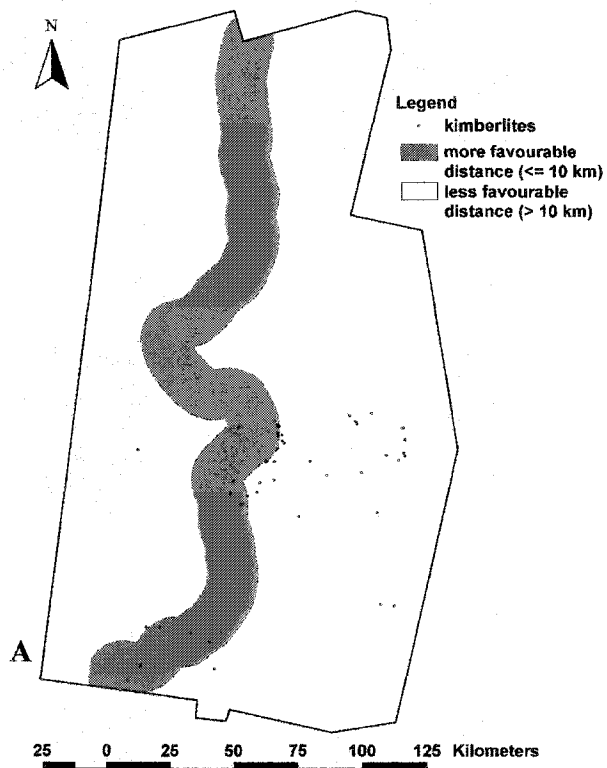 N
Legend
kimberlites
more favourable
distance (<= 10 km)
less favourable
distance (> 10 km)
A
25 0 25 50 75 100 125 Kilometers